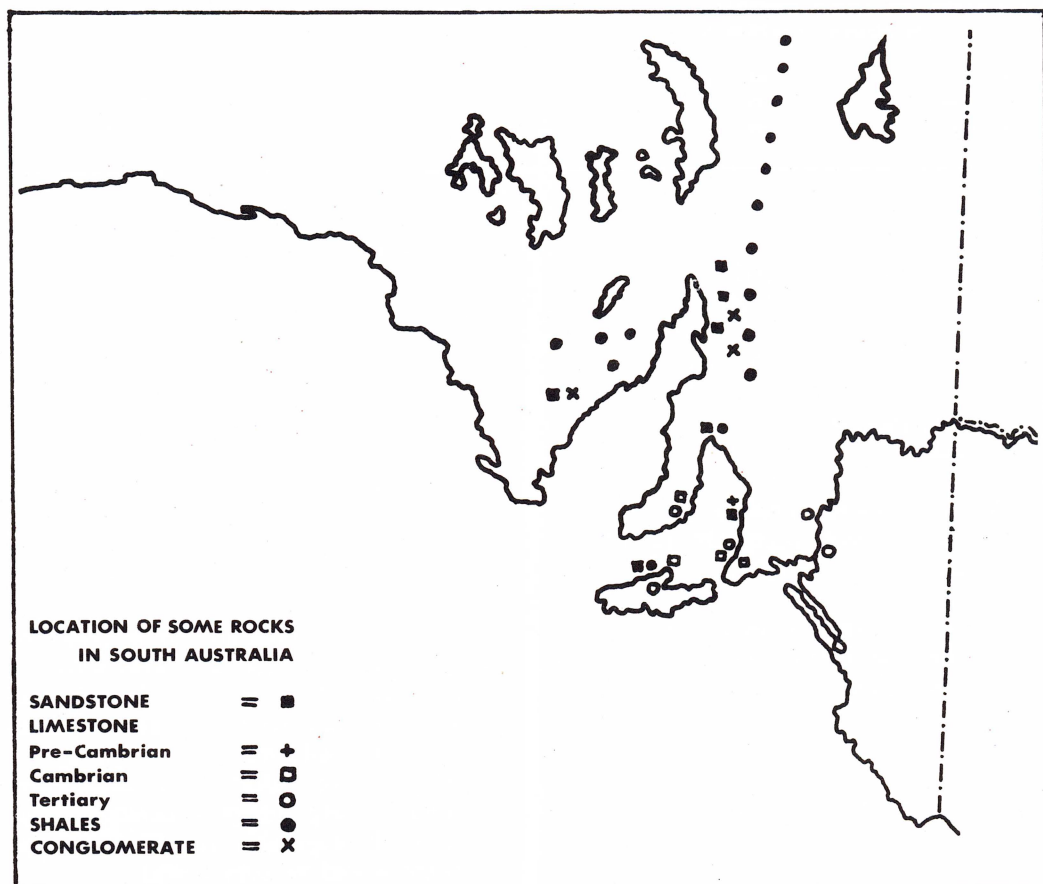 LOCATION OF SOME ROCKS
IN SOUTH AUSTRALIA
SANDSTONE = ■
LIMESTONE
Pre-Cambrian = +
Cambrian = □
Tertiary = ○
SHALES = ●
CONGLOMERATE = ×